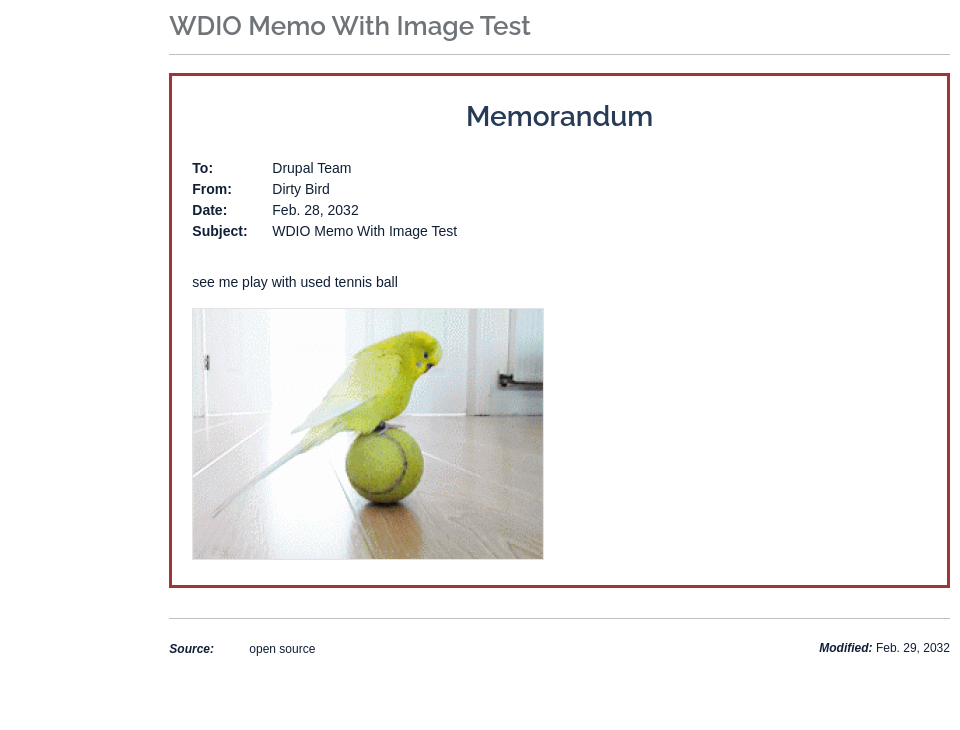 WDIO Memo With Image Test
Memorandum
To: Drupal Team
From: Dirty Bird
Date: Feb. 28, 2032
Subject: WDIO Memo With Image Test
see me play with used tennis ball
Source: open source
Modified: Feb. 29, 2032